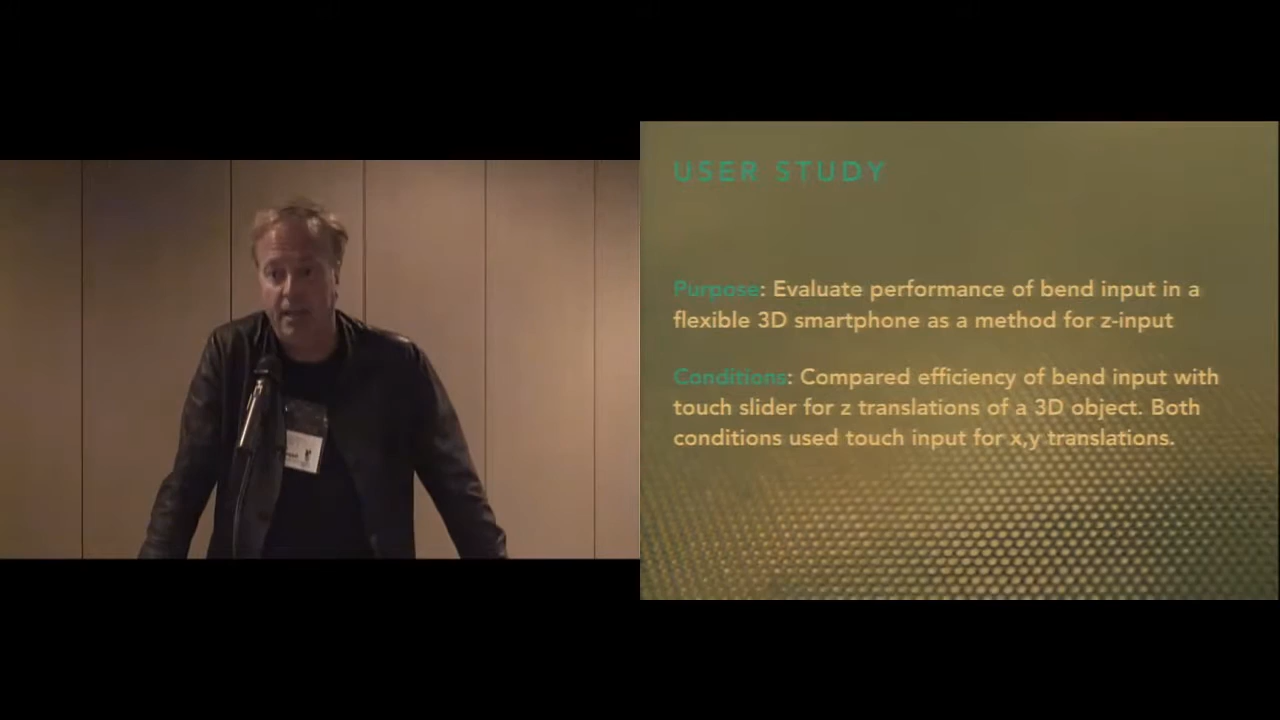 USER STUDY
Purpose: Evaluate performance of bend input in a
flexible 3D smartphone as a method for z-input
Conditions: Compared efficiency of bend input with
touch slider for z translations of a 3D object. Both
conditions used touch input for x,y translations.